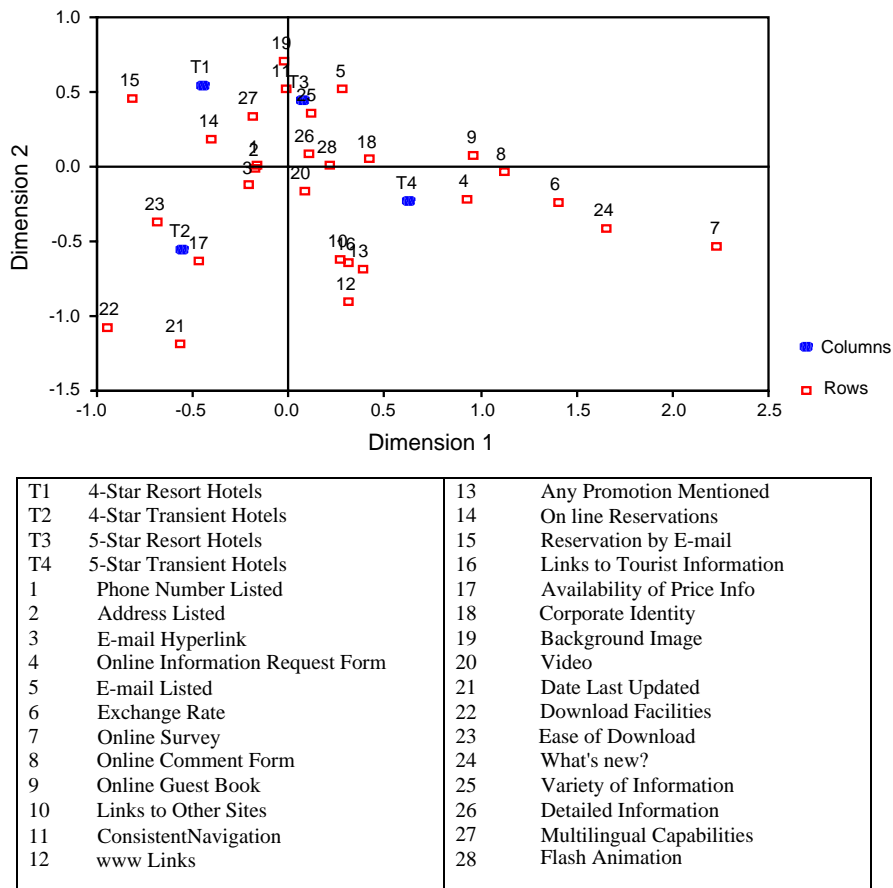 1.0
19
T1
11
T3
5
15
0.5
25
27
14
26
28
18
9
1
2
8
0.0
3
20
T4
4
6
23
24
7
T2
17
-0.5
10
16
13
12
22
21
-1.0
-1.5
-1.0
-0.5
0.0
0.5
1.0
1.5
2.0
2.5
Dimension 2
Dimension 1
Columns
Rows
T1 4-Star Resort Hotels
T2 4-Star Transient Hotels
T3 5-Star Resort Hotels
T4 5-Star Transient Hotels
1 Phone Number Listed
2 Address Listed
3 E-mail Hyperlink
4 Online Information Request Form
5 E-mail Listed
6 Exchange Rate
7 Online Survey
8 Online Comment Form
9 Online Guest Book
10 Links to Other Sites
11 ConsistentNavigation
12 www Links
13 Any Promotion Mentioned
14 On line Reservations
15 Reservation by E-mail
16 Links to Tourist Information
17 Availability of Price Info
18 Corporate Identity
19 Background Image
20 Video
21 Date Last Updated
22 Download Facilities
23 Ease of Download
24 What's new?
25 Variety of Information
26 Detailed Information
27 Multilingual Capabilities
28 Flash Animation